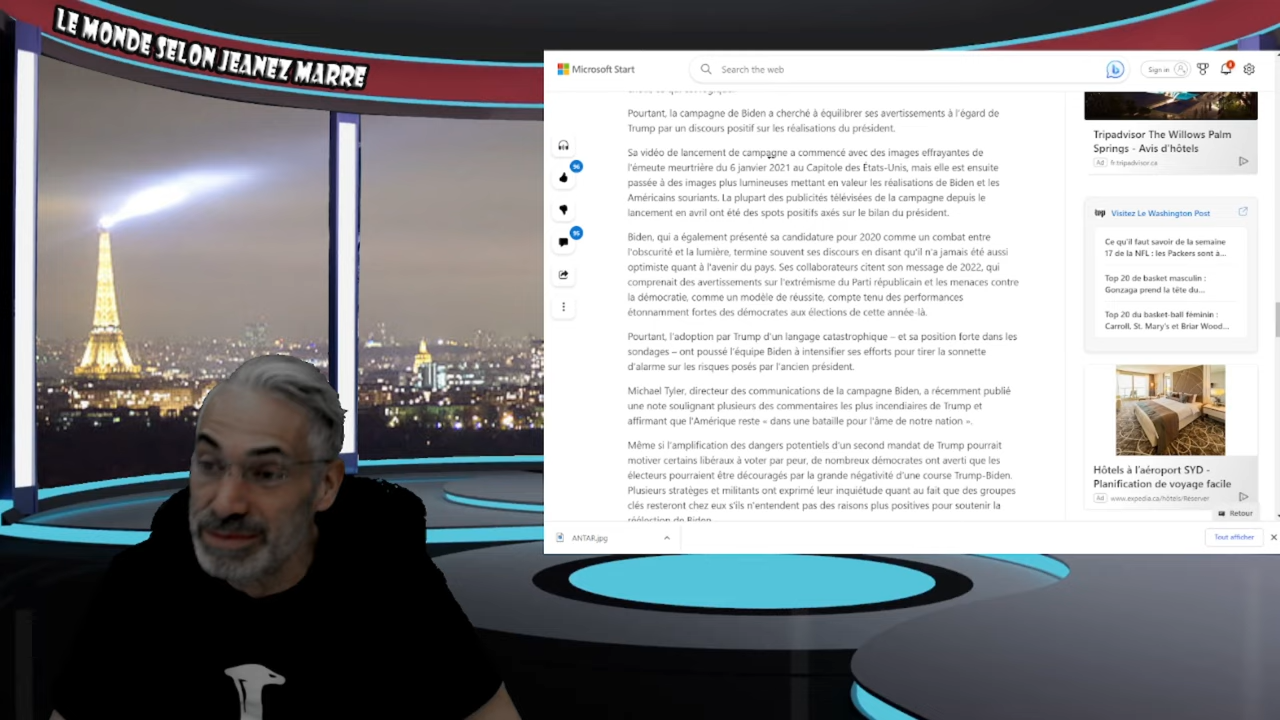 LE MONDE SELON JEANEZ MARRE
Microsoft Start
Search the web
Sign in
Pourtant, la campagne de Biden a cherché à équilibrer ses avertissements à l'égard de
Trump par un discours positif sur les réalisations du président.
Sa vidéo de lancement de campagne a commencé avec des images effrayantes de
l'émeute meurtrière du 6 janvier 2021 au Capitole des États-Unis, mais elle est ensuite
passée à des images plus lumineuses mettant en valeur les réalisations de Biden et les
Américains souriants. La plupart des publicités télévisées de la campagne depuis le
lancement en avril ont été des spots positifs axés sur le bilan du président.
Biden, qui a également présenté sa candidature pour 2020 comme un combat entre
l'obscurité et la lumière, termine souvent ses discours en disant qu'il n'a jamais été aussi
optimiste quant à l'avenir du pays. Ses collaborateurs citent son message de 2022, qui
comprenait des avertissements sur l'extrémisme du Parti républicain et les menaces contre
la démocratie, comme un modèle de réussite, compte tenu des performances
étonnamment fortes des démocrates aux élections de cette année-là.
Pourtant, l'adoption par Trump d'un langage catastrophique – et sa position forte dans les
sondages – ont poussé l'équipe Biden à intensifier ses efforts pour tirer la sonnette
d'alarme sur les risques posés par l'ancien président.
Michael Tyler, directeur des communications de la campagne Biden, a récemment publié
une note soulignant plusieurs des commentaires les plus incendiaires de Trump et
affirmant que l'Amérique reste « dans une bataille pour l'âme de notre nation ».
Même si l'amplification des dangers potentiels d'un second mandat de Trump pourrait
motiver certains libéraux à voter par peur, de nombreux démocrates ont averti que les
électeurs pourraient être découragés par la grande négativité d'une course Trump-Biden.
Plusieurs stratèges et militants ont exprimé leur inquiétude quant au fait que des groupes
clés resteront chez eux s'ils n'entendent pas des raisons plus positives pour soutenir la
réélection de Biden.
96
95
Tripadvisor The Willows Palm
Springs - Avis d'hôtels
Ad fr.tripadvisor.ca
top Visitez Le Washington Post
Ce qu'il faut savoir de la semaine
17 de la NFL : les Packers sont à...
Top 20 de basket masculin :
Gonzaga prend la tête du...
Top 20 du basket-ball féminin :
Carroll, St. Mary's et Briar Wood...
Hôtels à l'aéroport SYD -
Planification de voyage facile
Ad www.expedia.ca/hôtels/Réserver
Retour
ANTAR.jpg
Tout afficher